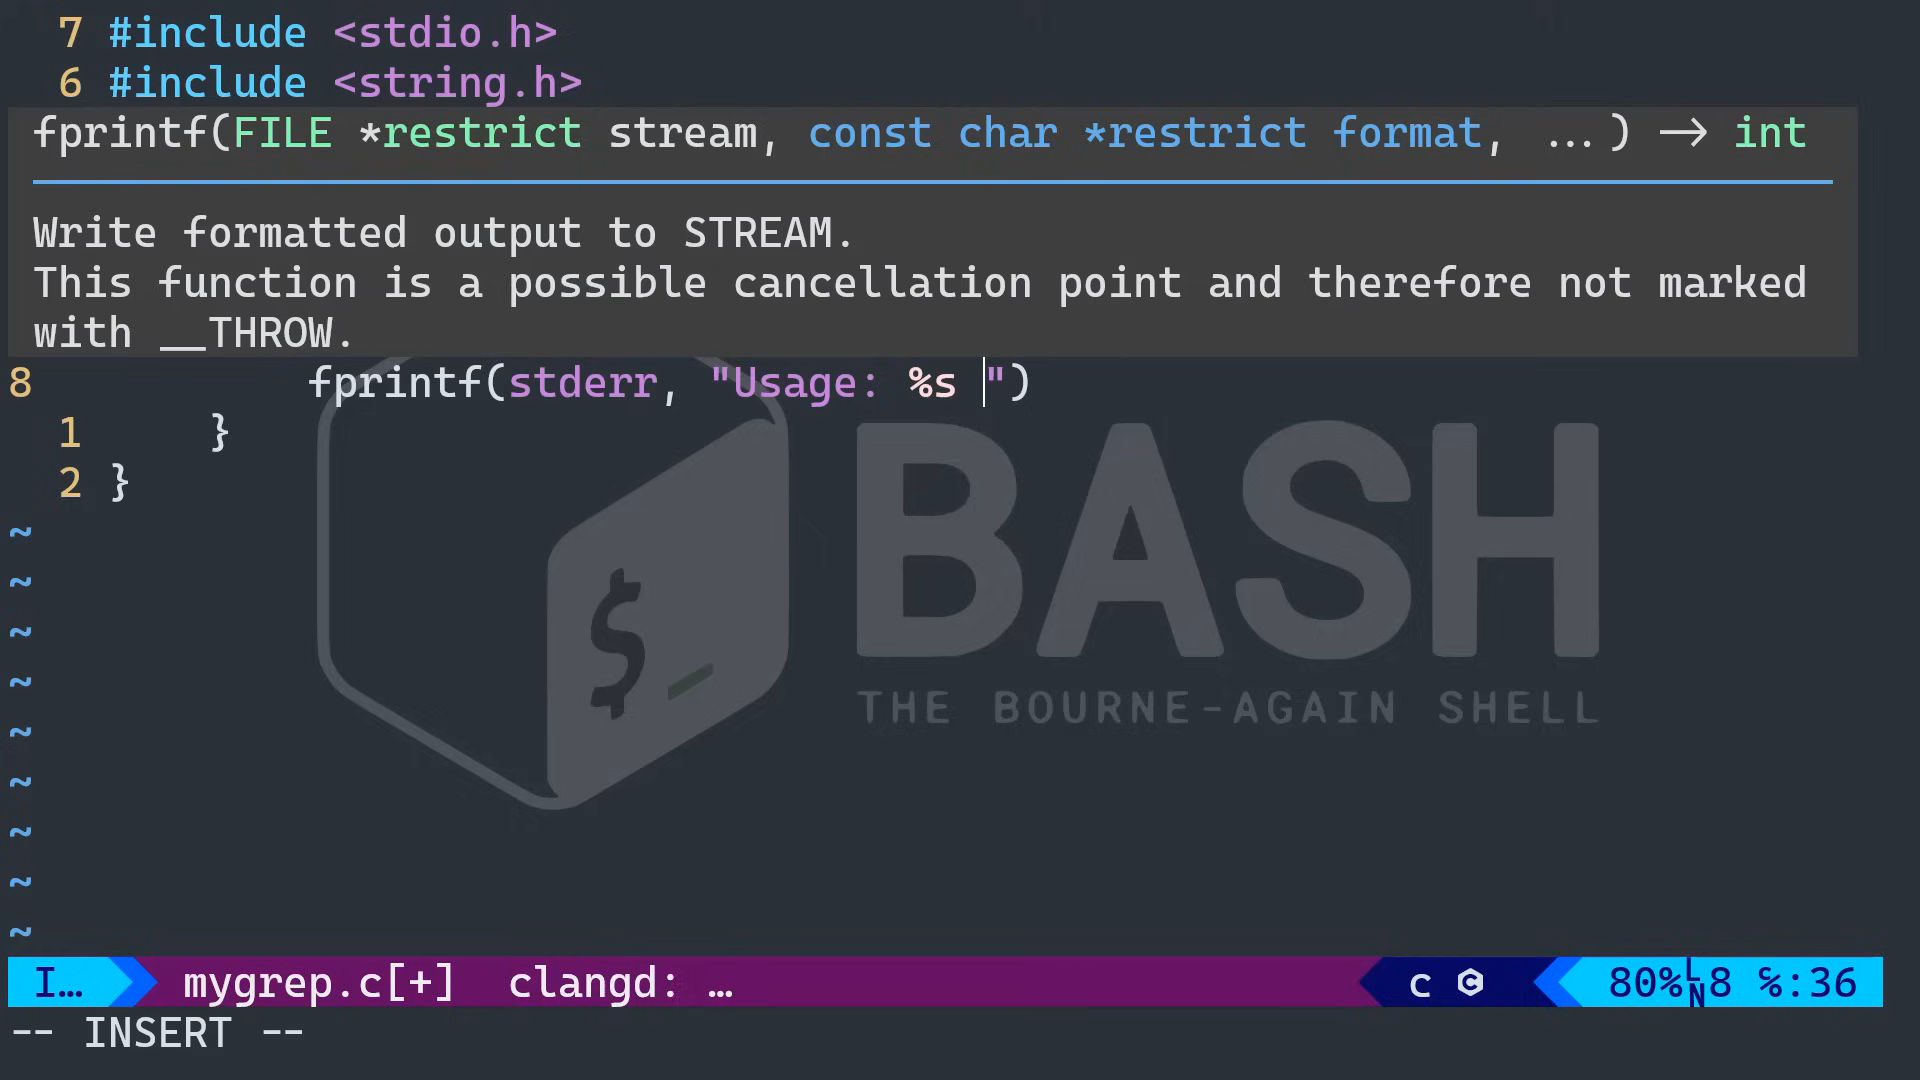 7 #include <stdio.h>
6 #include <string.h>
fprintf(FILE *restrict stream, const char *restrict format, ...) -> int
Write formatted output to STREAM.
This function is a possible cancellation point and therefore not marked
with __THROW.
8 fprintf(stderr, "Usage: %s ")
1 }
2 }
~
~
~
~
~
~
~
~
~
$_
BASH
THE BOURNE-AGAIN SHELL
I… mygrep.c[+] clangd: … c C 80% LN 8 %:36
-- INSERT --